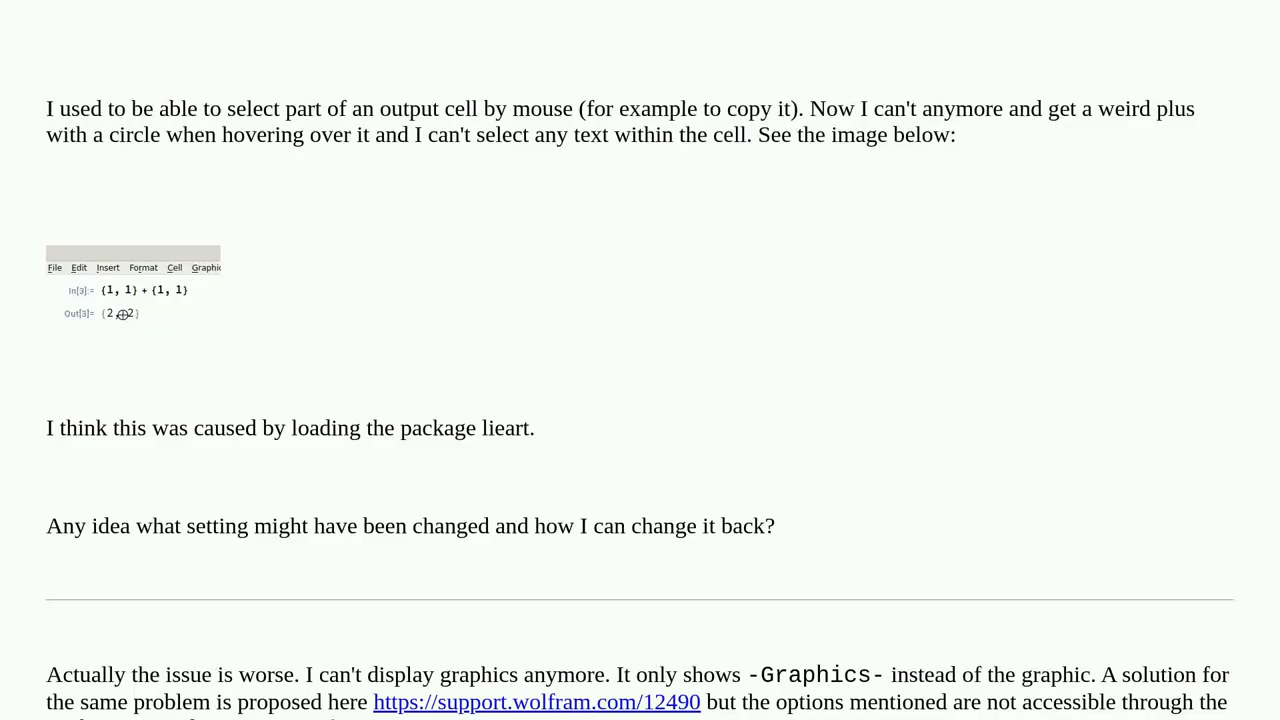 I used to be able to select part of an output cell by mouse (for example to copy it). Now I can't anymore and get a weird plus
with a circle when hovering over it and I can't select any text within the cell. See the image below:
File Edit Insert Format Cell
In[3]:= {1, 1} + {1, 1}
Out[3]= {2, 2}
I think this was caused by loading the package lieart.
Any idea what setting might have been changed and how I can change it back?
Actually the issue is worse. I can't display graphics anymore. It only shows -Graphics- instead of the graphic. A solution for
the same problem is proposed here https://support.wolfram.com/12490 but the options mentioned are not accessible through the